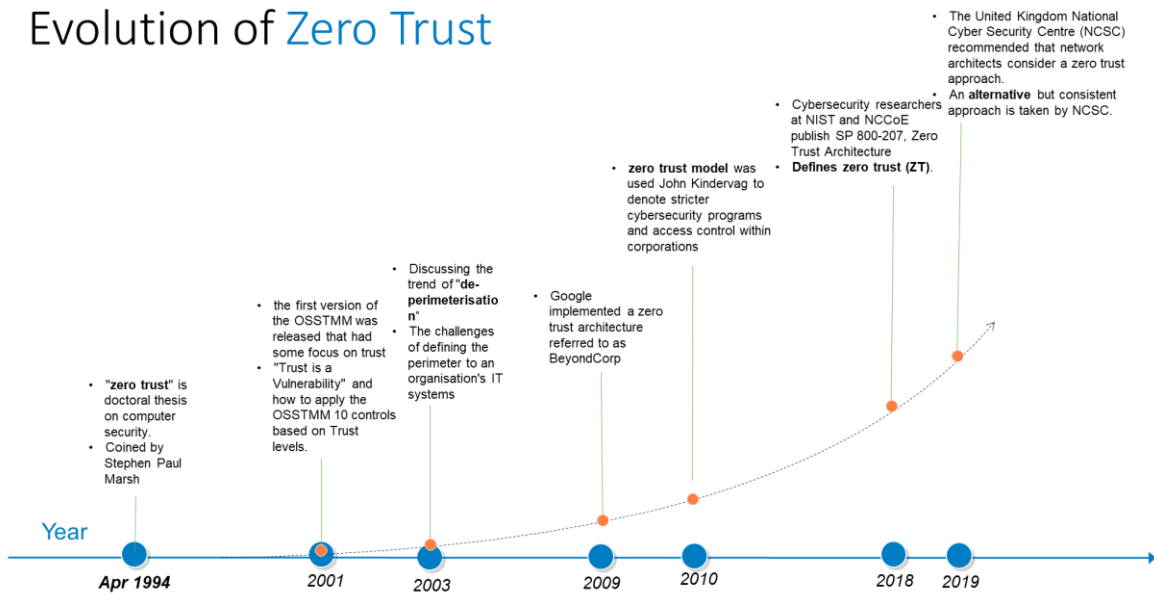 Evolution of Zero Trust
• "zero trust" is
doctoral thesis
on computer
security.
• Coined by
Stephen Paul
Marsh
• the first version of
the OSSTMM was
released that had
some focus on trust
• "Trust is a
Vulnerability" and
how to apply the
OSSTMM 10 controls
based on Trust
levels.
• Discussing the
trend of "de-
perimeterisatio
n"
• The challenges
of defining the
perimeter to an
organisation's IT
systems
• Google
implemented a zero
trust architecture
referred to as
BeyondCorp
• zero trust model was
used John Kindervag to
denote stricter
cybersecurity programs
and access control within
corporations
• Cybersecurity researchers
at NIST and NCCoE
publish SP 800-207, Zero
Trust Architecture
• Defines zero trust (ZT).
• The United Kingdom National
Cyber Security Centre (NCSC)
recommended that network
architects consider a zero trust
approach.
• An alternative but consistent
approach is taken by NCSC.
Year
Apr 1994
2001
2003
2009
2010
2018
2019